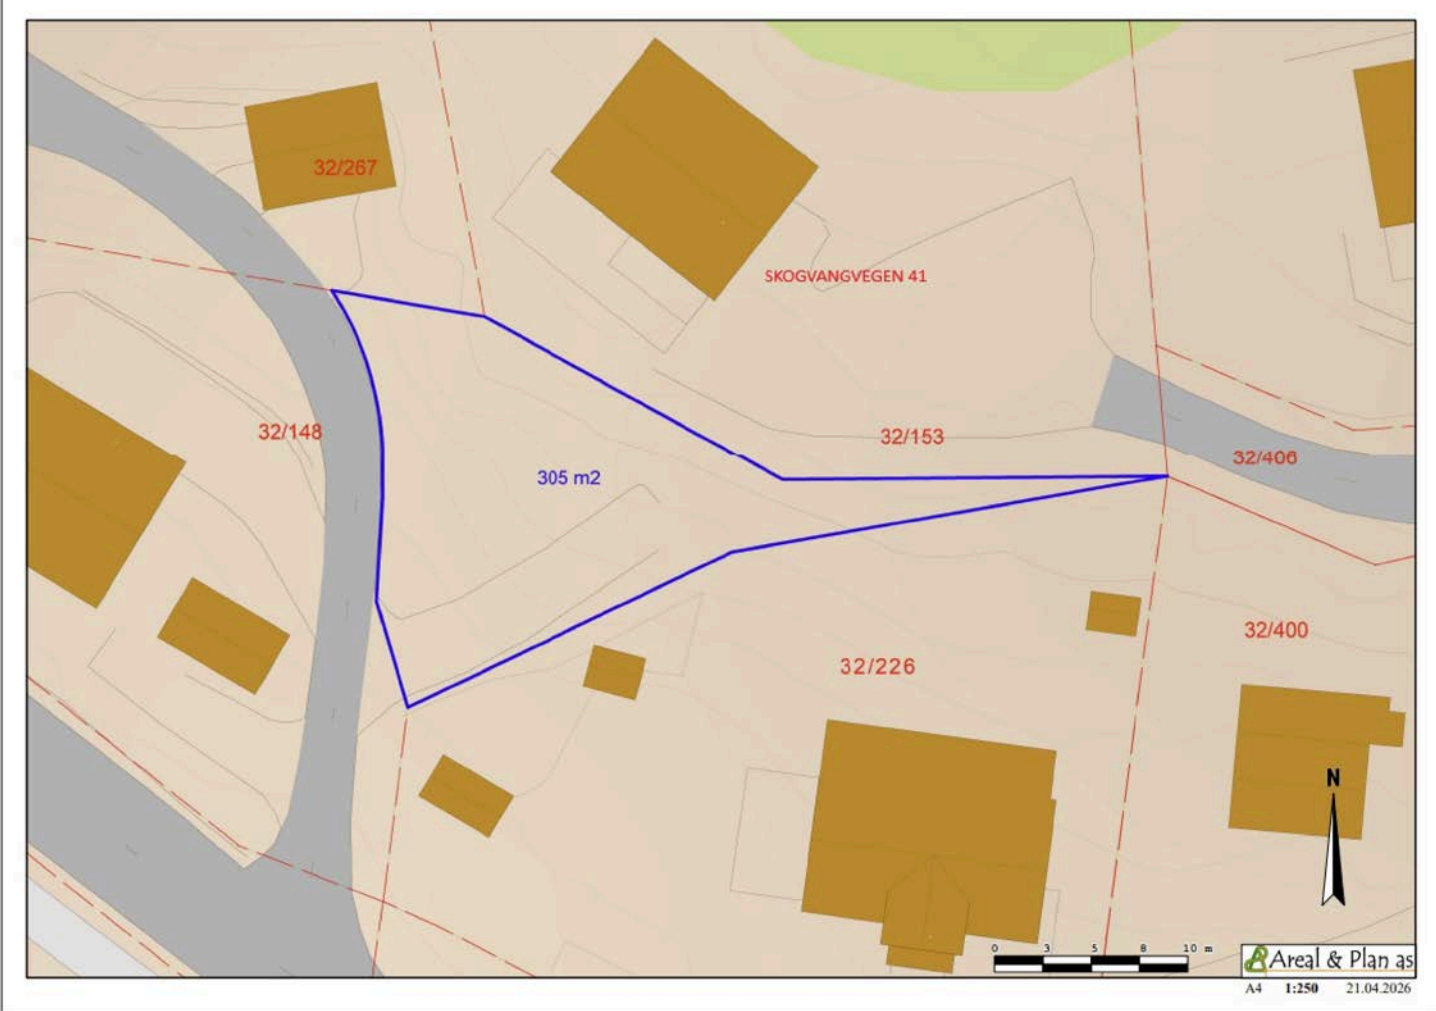 32/267
SKOGVANGVEGEN 41
32/148
32/153
32/406
305 m2
32/400
32/226
N
0 3 5 8 10 m
Areal & Plan as
A4 1:250 21.04.2026